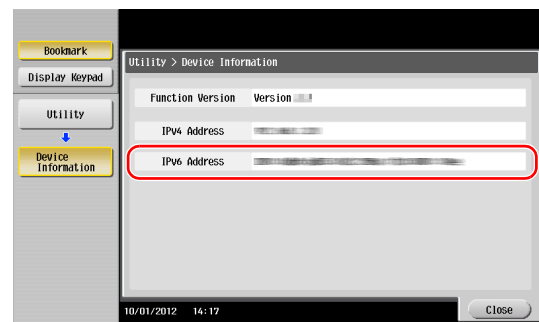 Bookmark
Display Keypad
Utility
Device
Information
Utility > Device Information
Function Version Version
IPv4 Address
IPv6 Address
10/01/2012 14:17
Close